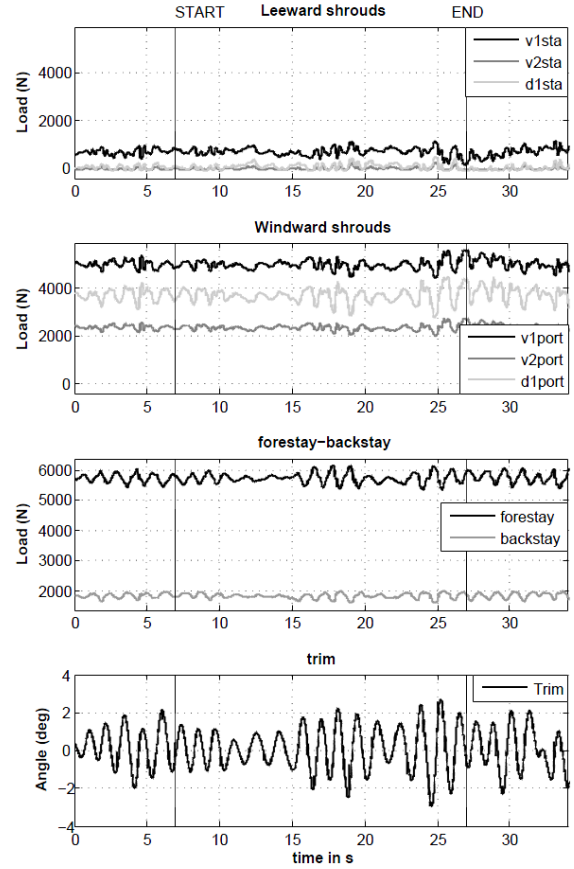 START Leeward shrouds END
v1sta
v2sta
d1sta
Load (N)
4000
2000
0
0 5 10 15 20 25 30
Windward shrouds
Load (N)
4000
2000
0
v1port
v2port
d1port
0 5 10 15 20 25 30
forestay-backstay
Load (N)
6000
5000
4000
3000
2000
forestay
backstay
0 5 10 15 20 25 30
trim
Angle (deg)
4
2
0
-2
-4
Trim
0 5 10 15 20 25 30
time in s